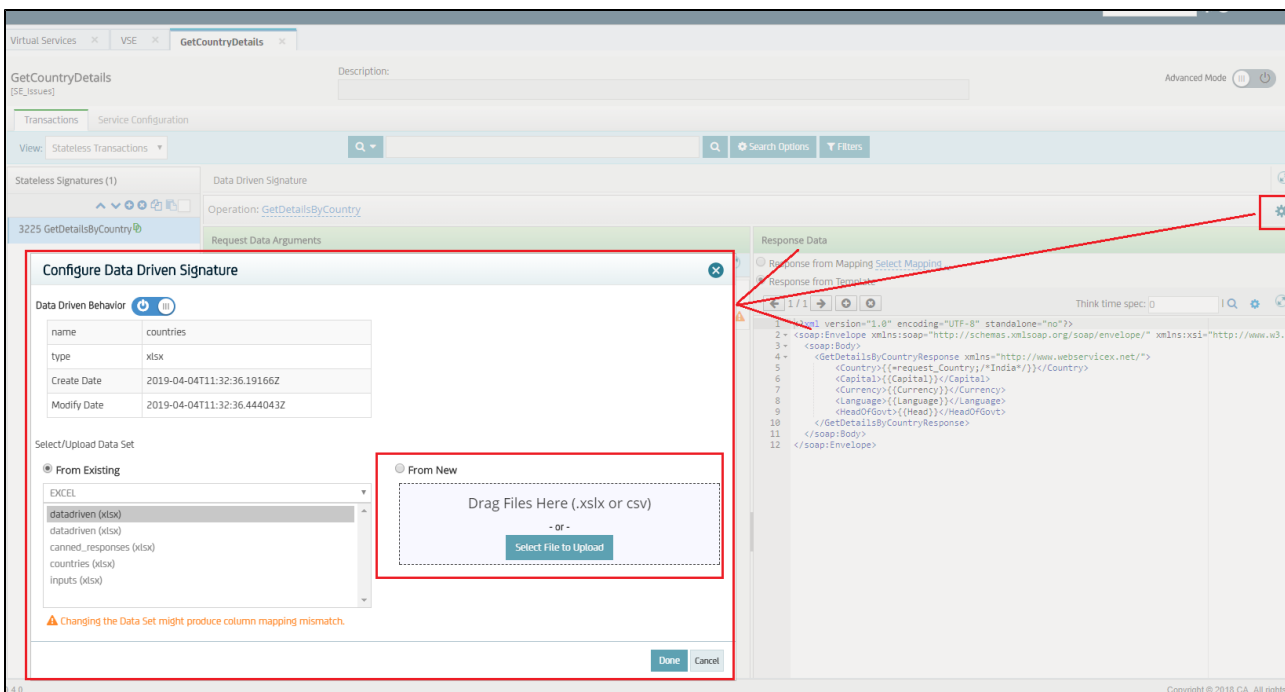 Virtual Services × VSE × GetCountryDetails ×
GetCountryDetails
[SE_Issues]
Description:
Advanced Mode
Transactions Service Configuration
View: Stateless Transactions
Search Options Filters
Stateless Signatures (1)
Data Driven Signature
Operation: GetDetailsByCountry
3225 GetDetailsByCountry
Request Data Arguments
Response Data
Response from Mapping Select Mapping
Response from Template
1/1
Think time spec: 0
1 <?xml version="1.0" encoding="UTF-8" standalone="no"?>
2 <soap:Envelope xmlns:soap="http://schemas.xmlsoap.org/soap/envelope/" xmlns:xsi="http://www.w3.
3 <soap:Body>
4 <GetDetailsByCountryResponse xmlns="http://www.webservicex.net/">
5 <Country>{{=request_Country;/*India*/}}</Country>
6 <Capital>{{Capital}}</Capital>
7 <Currency>{{Currency}}</Currency>
8 <Language>{{Language}}</Language>
9 <HeadOfGovt>{{Head}}</HeadOfGovt>
10 </GetDetailsByCountryResponse>
11 </soap:Body>
12 </soap:Envelope>
Configure Data Driven Signature
Data Driven Behavior
name countries
type xlsx
Create Date 2019-04-04T11:32:36.19166Z
Modify Date 2019-04-04T11:32:36.444043Z
Select/Upload Data Set
From Existing
EXCEL
datadriven (xlsx)
datadriven (xlsx)
canned_responses (xlsx)
countries (xlsx)
inputs (xlsx)
From New
Drag Files Here (.xslx or csv)
- or -
Select File to Upload
Changing the Data Set might produce column mapping mismatch.
Done Cancel
.4.0
Copyright © 2018 CA. All rights